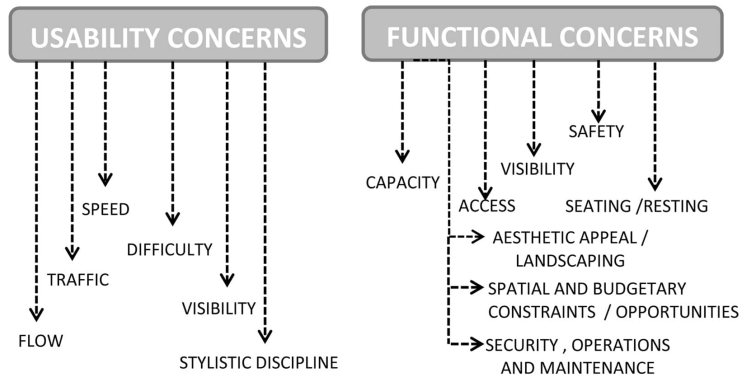 USABILITY CONCERNS
SPEED
DIFFICULTY
TRAFFIC
VISIBILITY
FLOW
STYLISTIC DISCIPLINE
FUNCTIONAL CONCERNS
SAFETY
VISIBILITY
CAPACITY
ACCESS
SEATING /RESTING
AESTHETIC APPEAL /
LANDSCAPING
SPATIAL AND BUDGETARY
CONSTRAINTS / OPPORTUNITIES
SECURITY , OPERATIONS
AND MAINTENANCE